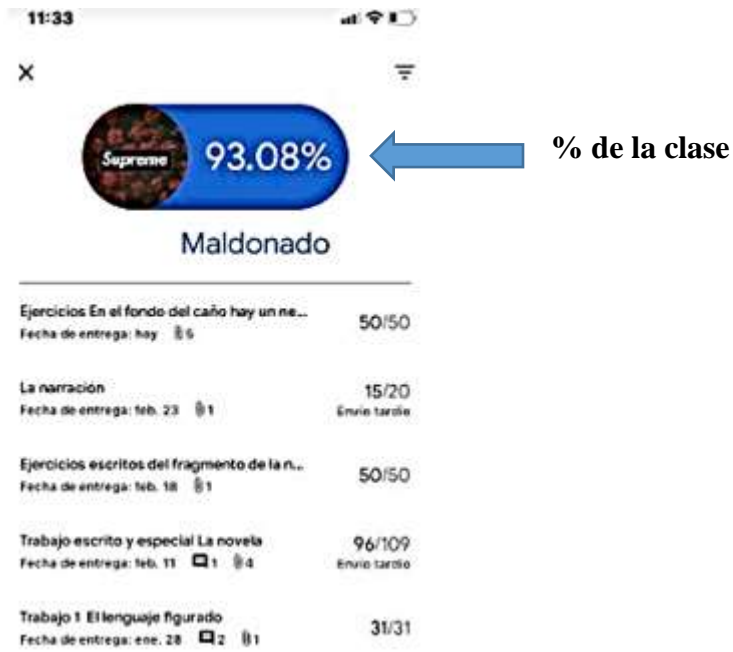 11:33
Supreme
93.08%
% de la clase
Maldonado
Ejercicios En el fondo del caño hay un ne...
50/50
Fecha de entrega: hoy 6
La narración
15/20
Fecha de entrega: feb. 23 1
Envío tardío
Ejercicios escritos del fragmento de la n...
50/50
Fecha de entrega: feb. 18 1
Trabajo escrito y especial La novela
96/109
Fecha de entrega: feb. 11 1 4
Envío tardío
Trabajo 1 El lenguaje figurado
31/31
Fecha de entrega: ene. 28 2 1